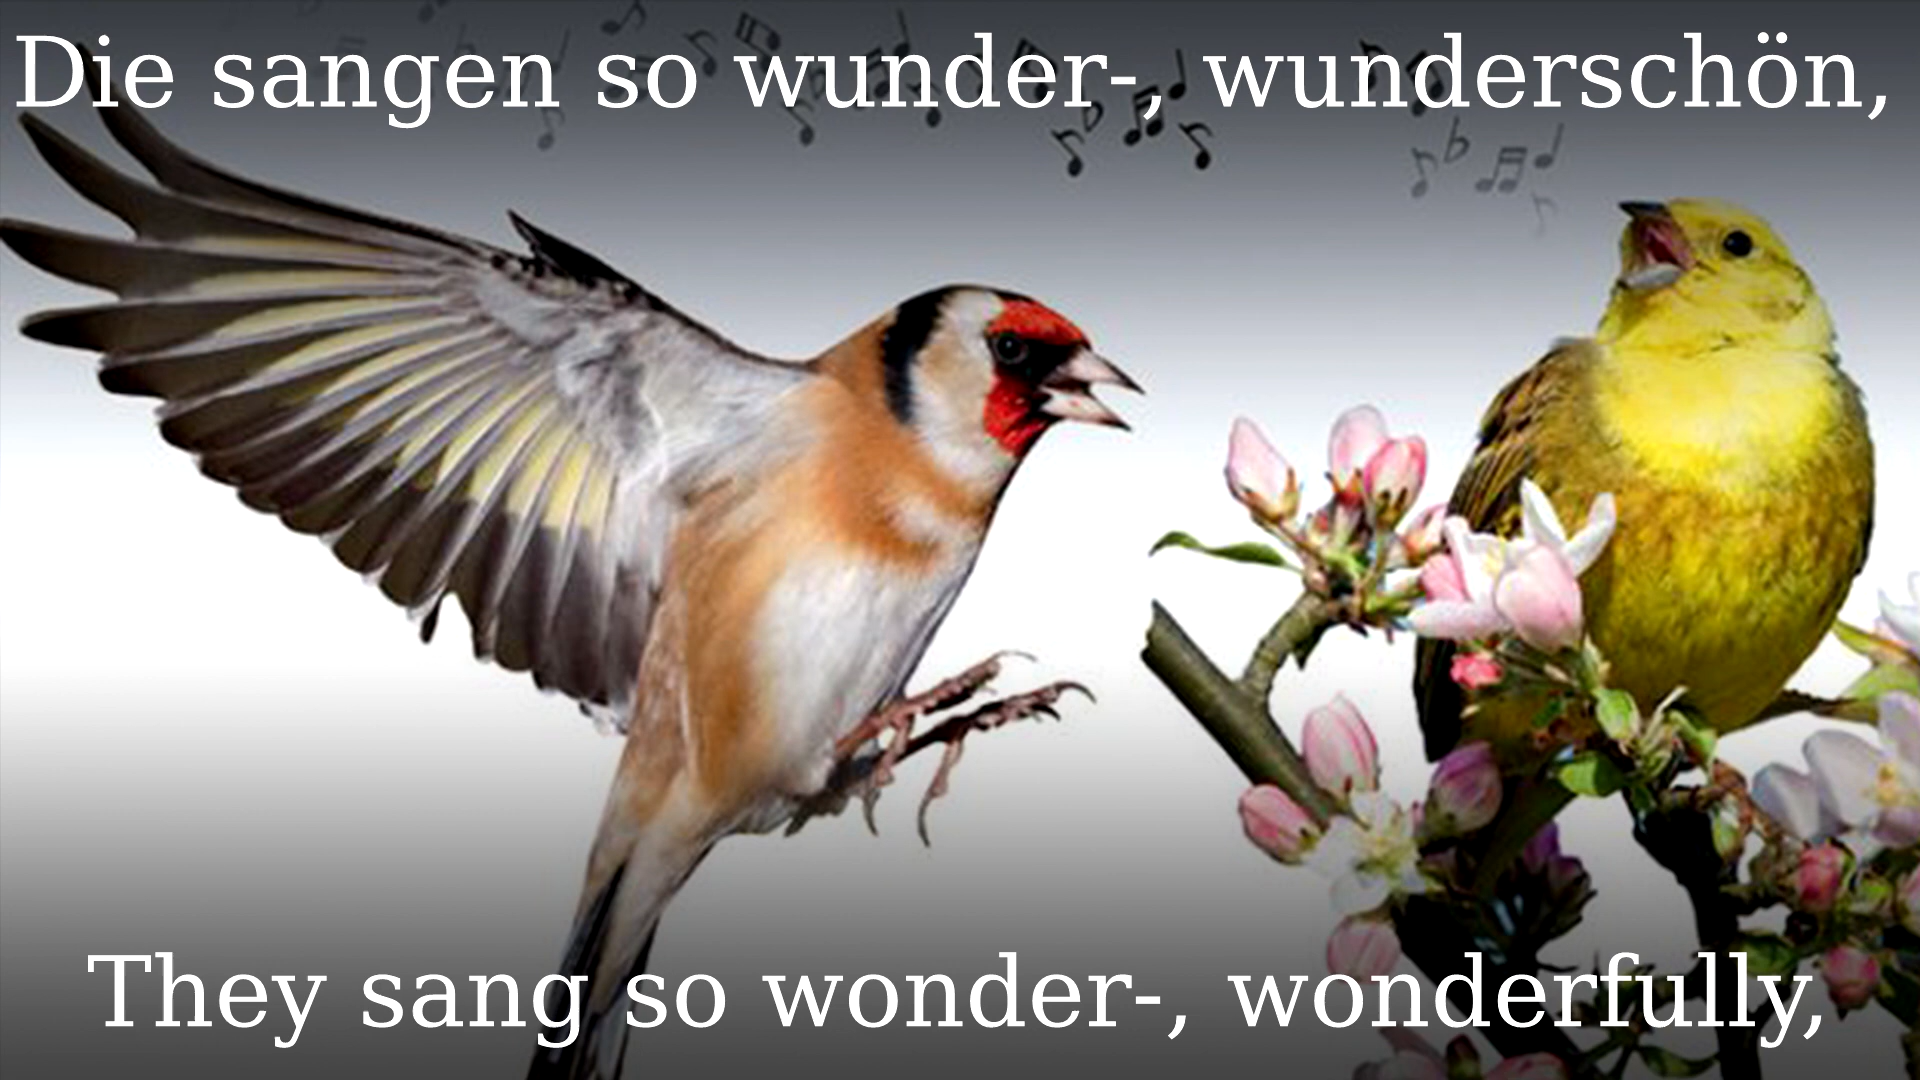 Die sangen so wunder-, wunderschön,
They sang so wonder-, wonderfully,